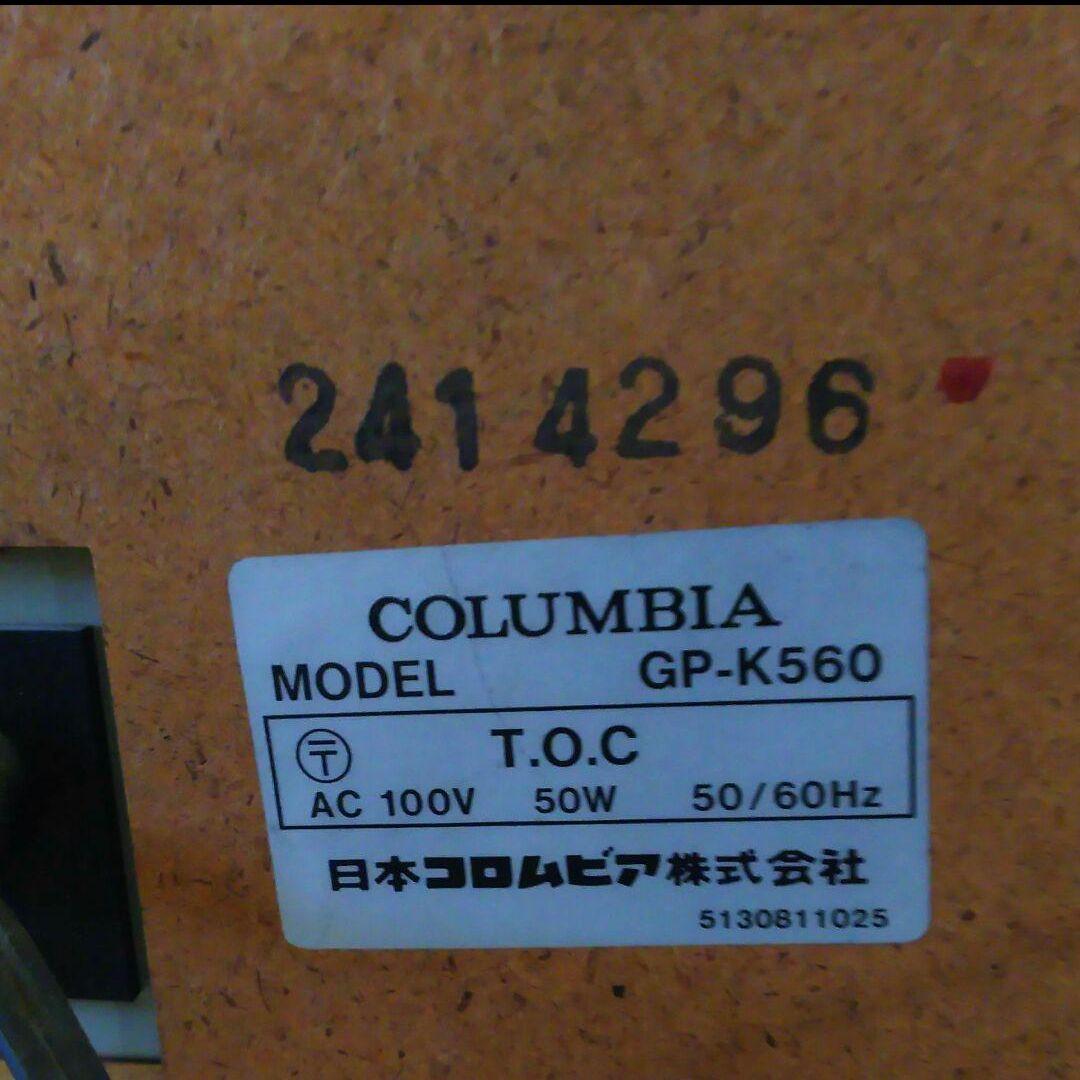 2414296
COLUMBIA
MODEL GP-K560
〒 T.O.C
AC 100V 50W 50/60Hz
日本コロムビア株式会社
5130811025